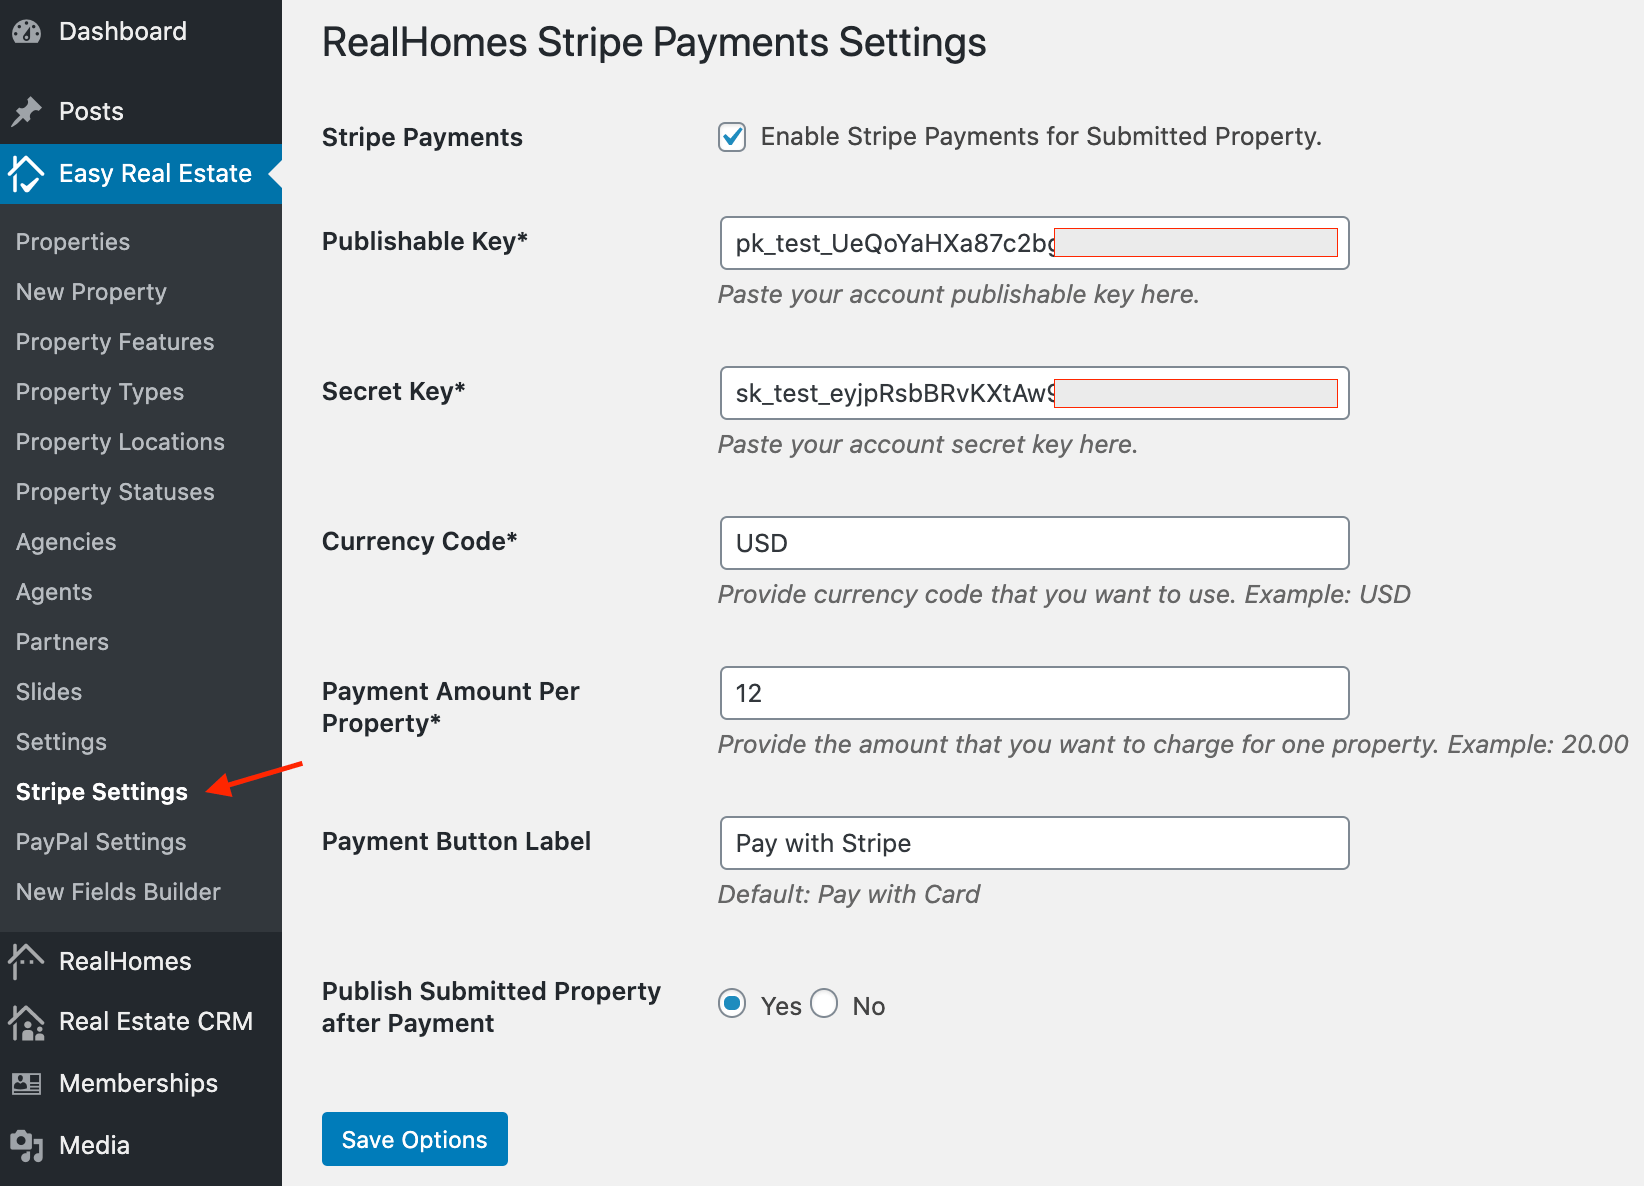 Dashboard
Posts
Easy Real Estate
Properties
New Property
Property Features
Property Types
Property Locations
Property Statuses
Agencies
Agents
Partners
Slides
Settings
Stripe Settings
PayPal Settings
New Fields Builder
RealHomes
Real Estate CRM
Memberships
Media
RealHomes Stripe Payments Settings
Stripe Payments
Enable Stripe Payments for Submitted Property.
Publishable Key*
pk_test_UeQoYaHXa87c2bg
Paste your account publishable key here.
Secret Key*
sk_test_eyjpRsbBRvKXtAw9
Paste your account secret key here.
Currency Code*
USD
Provide currency code that you want to use. Example: USD
Payment Amount Per
Property*
12
Provide the amount that you want to charge for one property. Example: 20.00
Payment Button Label
Pay with Stripe
Default: Pay with Card
Publish Submitted Property
after Payment
Yes No
Save Options